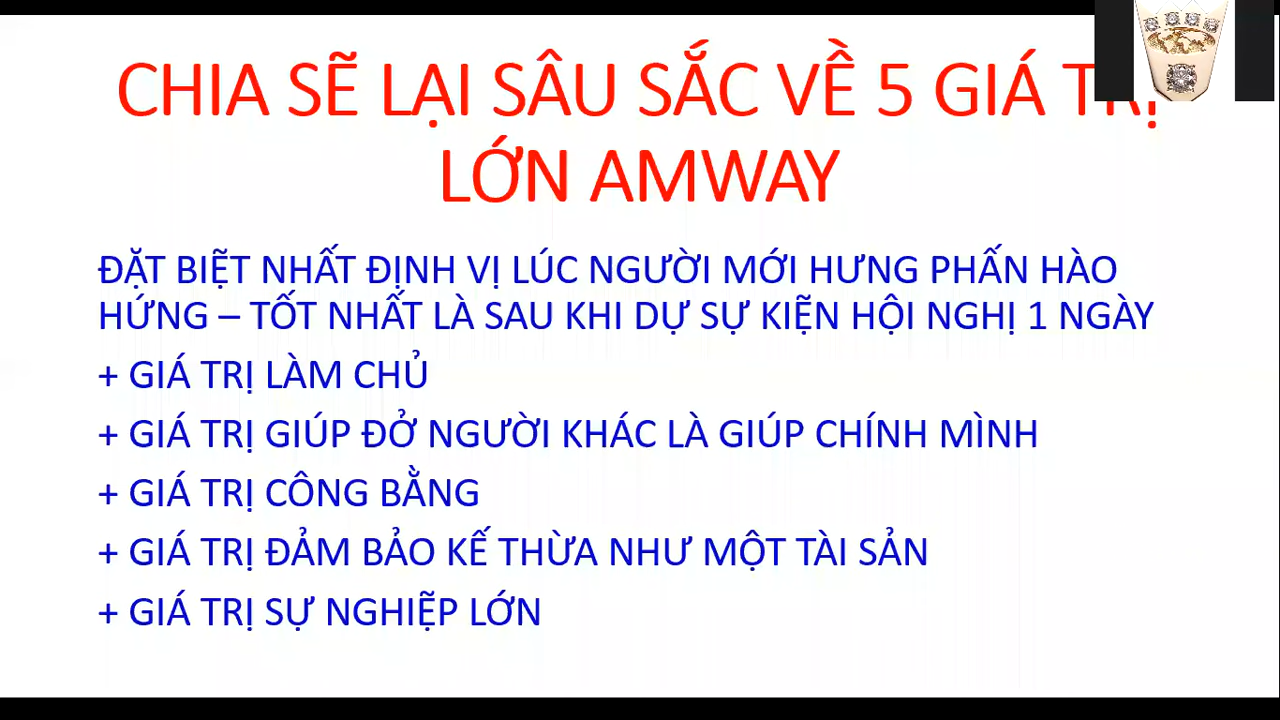 CHIA SẼ LẠI SÂU SẮC VỀ 5 GIÁ TRỊ
LỚN AMWAY
ĐẶT BIỆT NHẤT ĐỊNH VỊ LÚC NGƯỜI MỚI HƯNG PHẤN HÀO
HỨNG – TỐT NHẤT LÀ SAU KHI DỰ SỰ KIỆN HỘI NGHỊ 1 NGÀY
+ GIÁ TRỊ LÀM CHỦ
+ GIÁ TRỊ GIÚP ĐỞ NGƯỜI KHÁC LÀ GIÚP CHÍNH MÌNH
+ GIÁ TRỊ CÔNG BẰNG
+ GIÁ TRỊ ĐẢM BẢO KẾ THỪA NHƯ MỘT TÀI SẢN
+ GIÁ TRỊ SỰ NGHIỆP LỚN